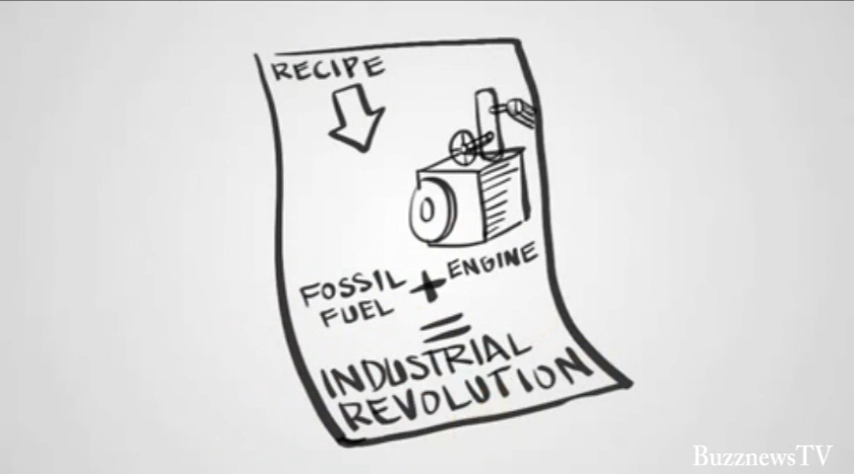 RECIPE
FOSSIL + ENGINE
FUEL
=
INDUSTRIAL
REVOLUTION
BuzznewsTV